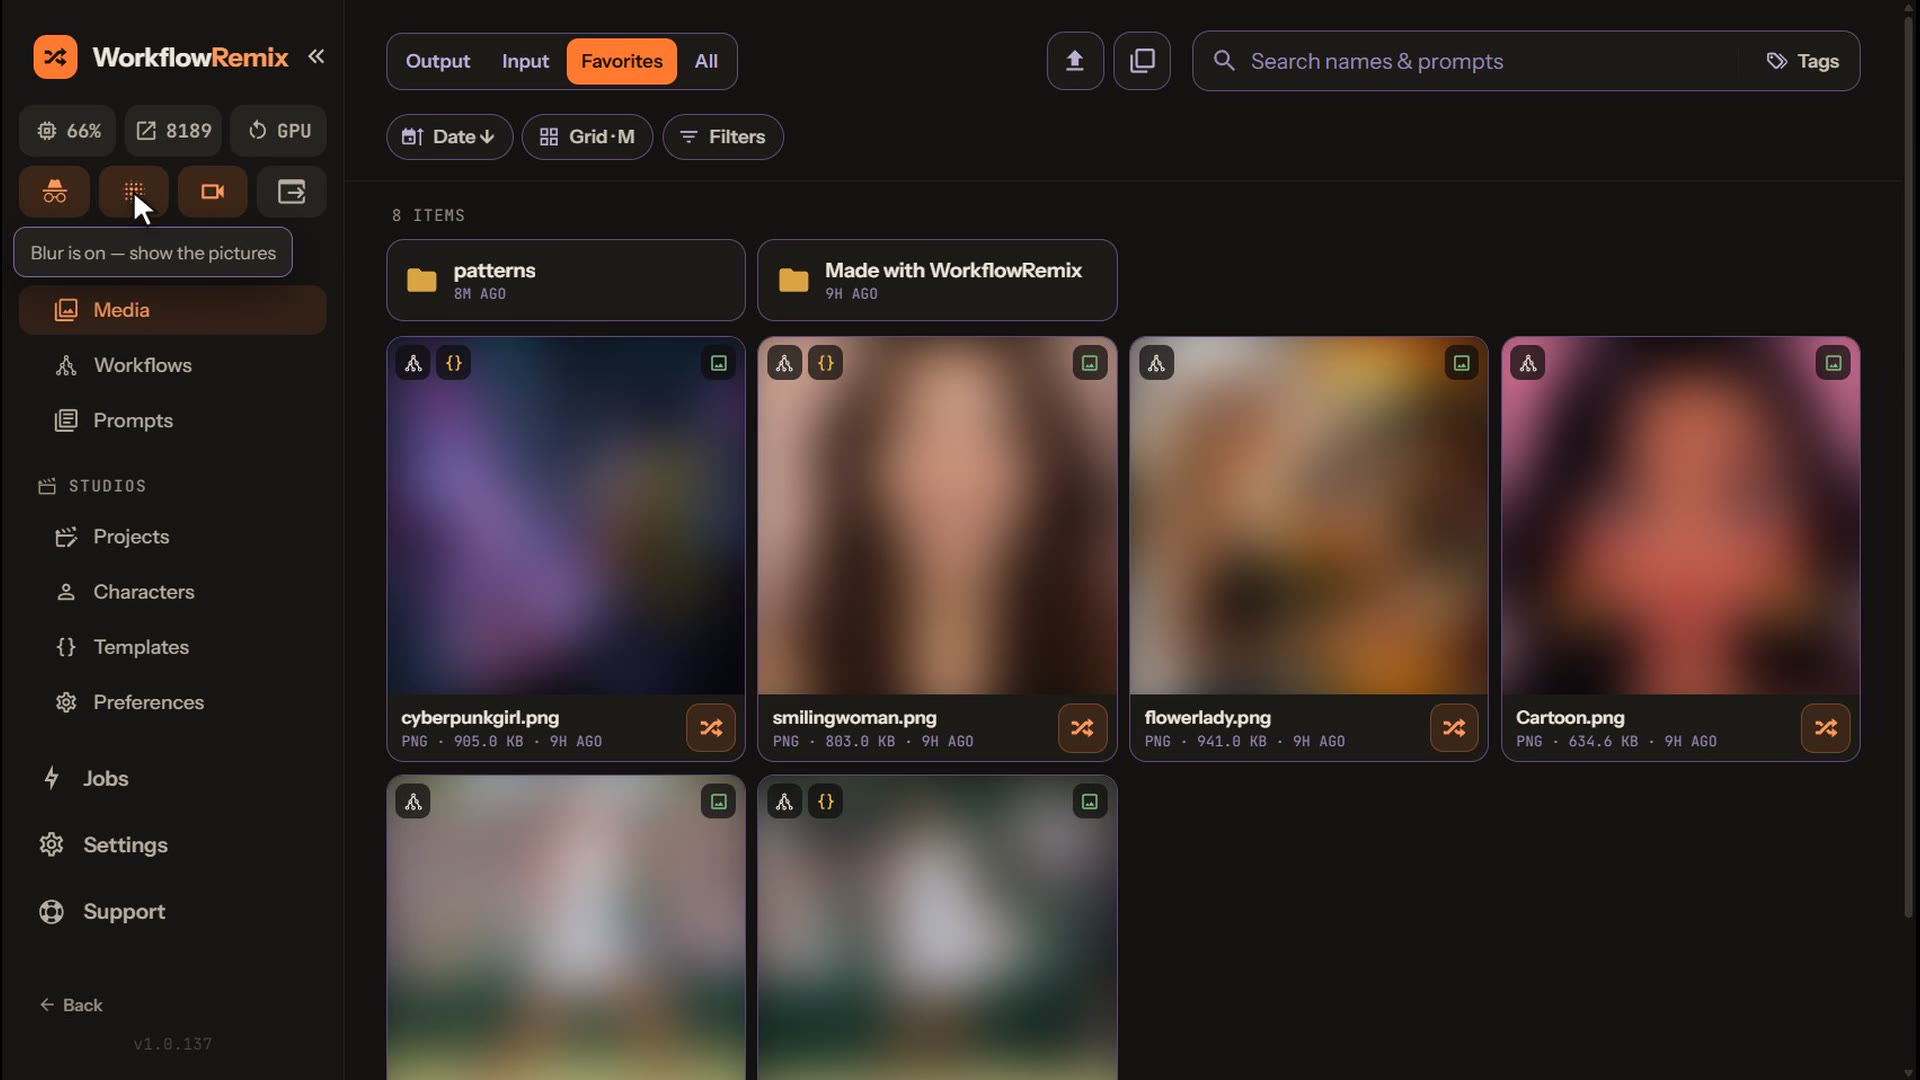 WorkflowRemix
66% 8189 GPU
Blur is on — show the pictures
Media
Workflows
Prompts
STUDIOS
Projects
Characters
Templates
Preferences
Jobs
Settings
Support
Back
v1.0.137
Output Input Favorites All
Search names & prompts Tags
Date Grid·M Filters
8 ITEMS
patterns
8M AGO
Made with WorkflowRemix
9H AGO
cyberpunkgirl.png
PNG · 905.0 KB · 9H AGO
smilingwoman.png
PNG · 803.0 KB · 9H AGO
flowerlady.png
PNG · 941.0 KB · 9H AGO
Cartoon.png
PNG · 634.6 KB · 9H AGO